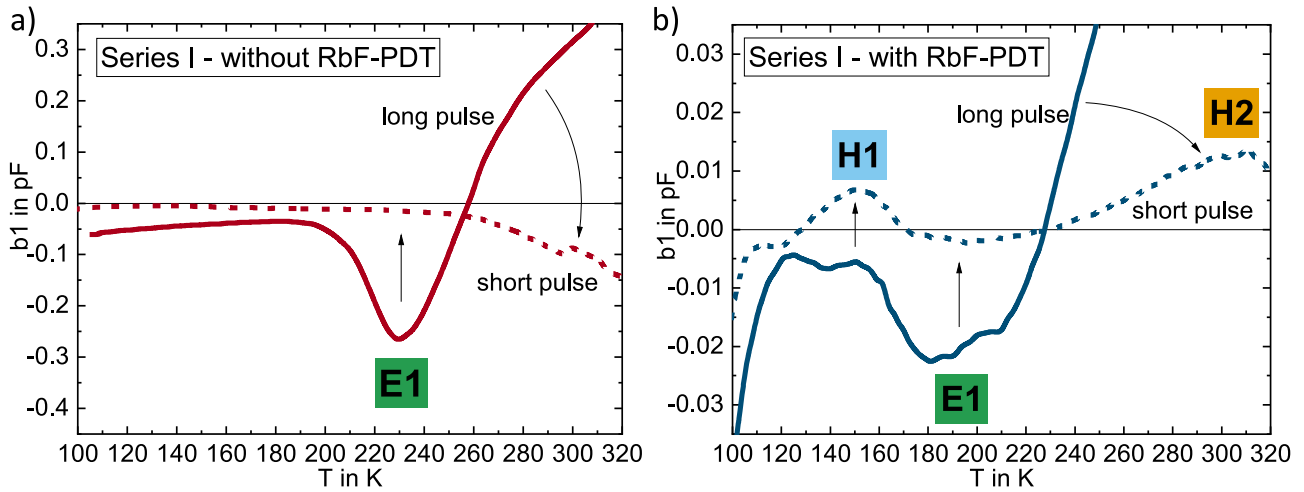 a)
Series I - without RbF-PDT
long pulse
short pulse
E1
b1 in pF
0.3
0.2
0.1
0.0
-0.1
-0.2
-0.3
-0.4
100 120 140 160 180 200 220 240 260 280 300 320
T in K
b)
Series I - with RbF-PDT
long pulse
H2
H1
short pulse
E1
b1 in pF
0.03
0.02
0.01
0.00
-0.01
-0.02
-0.03
100 120 140 160 180 200 220 240 260 280 300 320
T in K